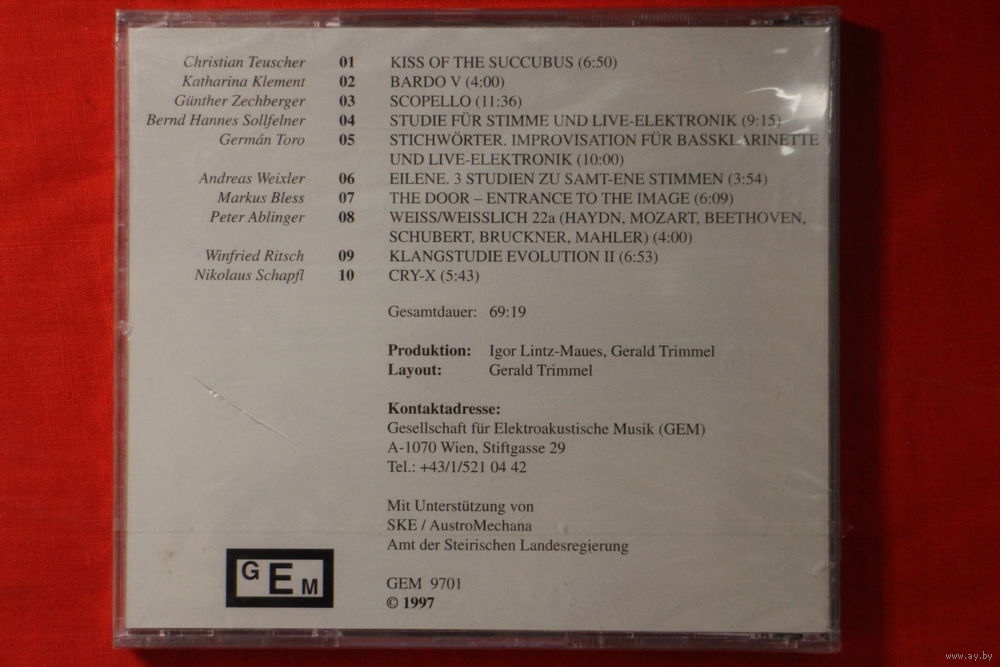 Christian Teuscher 01 KISS OF THE SUCCUBUS (6:50)
Katharina Klement 02 BARDO V (4:00)
Günther Zechberger 03 SCOPELLO (11:36)
Bernd Hannes Sollfelner 04 STUDIE FÜR STIMME UND LIVE-ELEKTRONIK (9:15)
Germán Toro 05 STICHWÖRTER. IMPROVISATION FÜR BASSKLARINETTE
UND LIVE-ELEKTRONIK (10:00)
Andreas Weixler 06 EILENE. 3 STUDIEN ZU SAMT-ENE STIMMEN (3:54)
Markus Bless 07 THE DOOR – ENTRANCE TO THE IMAGE (6:09)
Peter Ablinger 08 WEISS/WEISSLICH 22a (HAYDN, MOZART, BEETHOVEN,
SCHUBERT, BRUCKNER, MAHLER) (4:00)
Winfried Ritsch 09 KLANGSTUDIE EVOLUTION II (6:53)
Nikolaus Schapfl 10 CRY-X (5:43)
Gesamtdauer: 69:19
Produktion: Igor Lintz-Maues, Gerald Trimmel
Layout: Gerald Trimmel
Kontaktadresse:
Gesellschaft für Elektroakustische Musik (GEM)
A-1070 Wien, Stiftgasse 29
Tel.: +43/1/521 04 42
Mit Unterstützung von
SKE / AustroMechana
Amt der Steirischen Landesregierung
GEM
GEM 9701
© 1997
www.ay.by